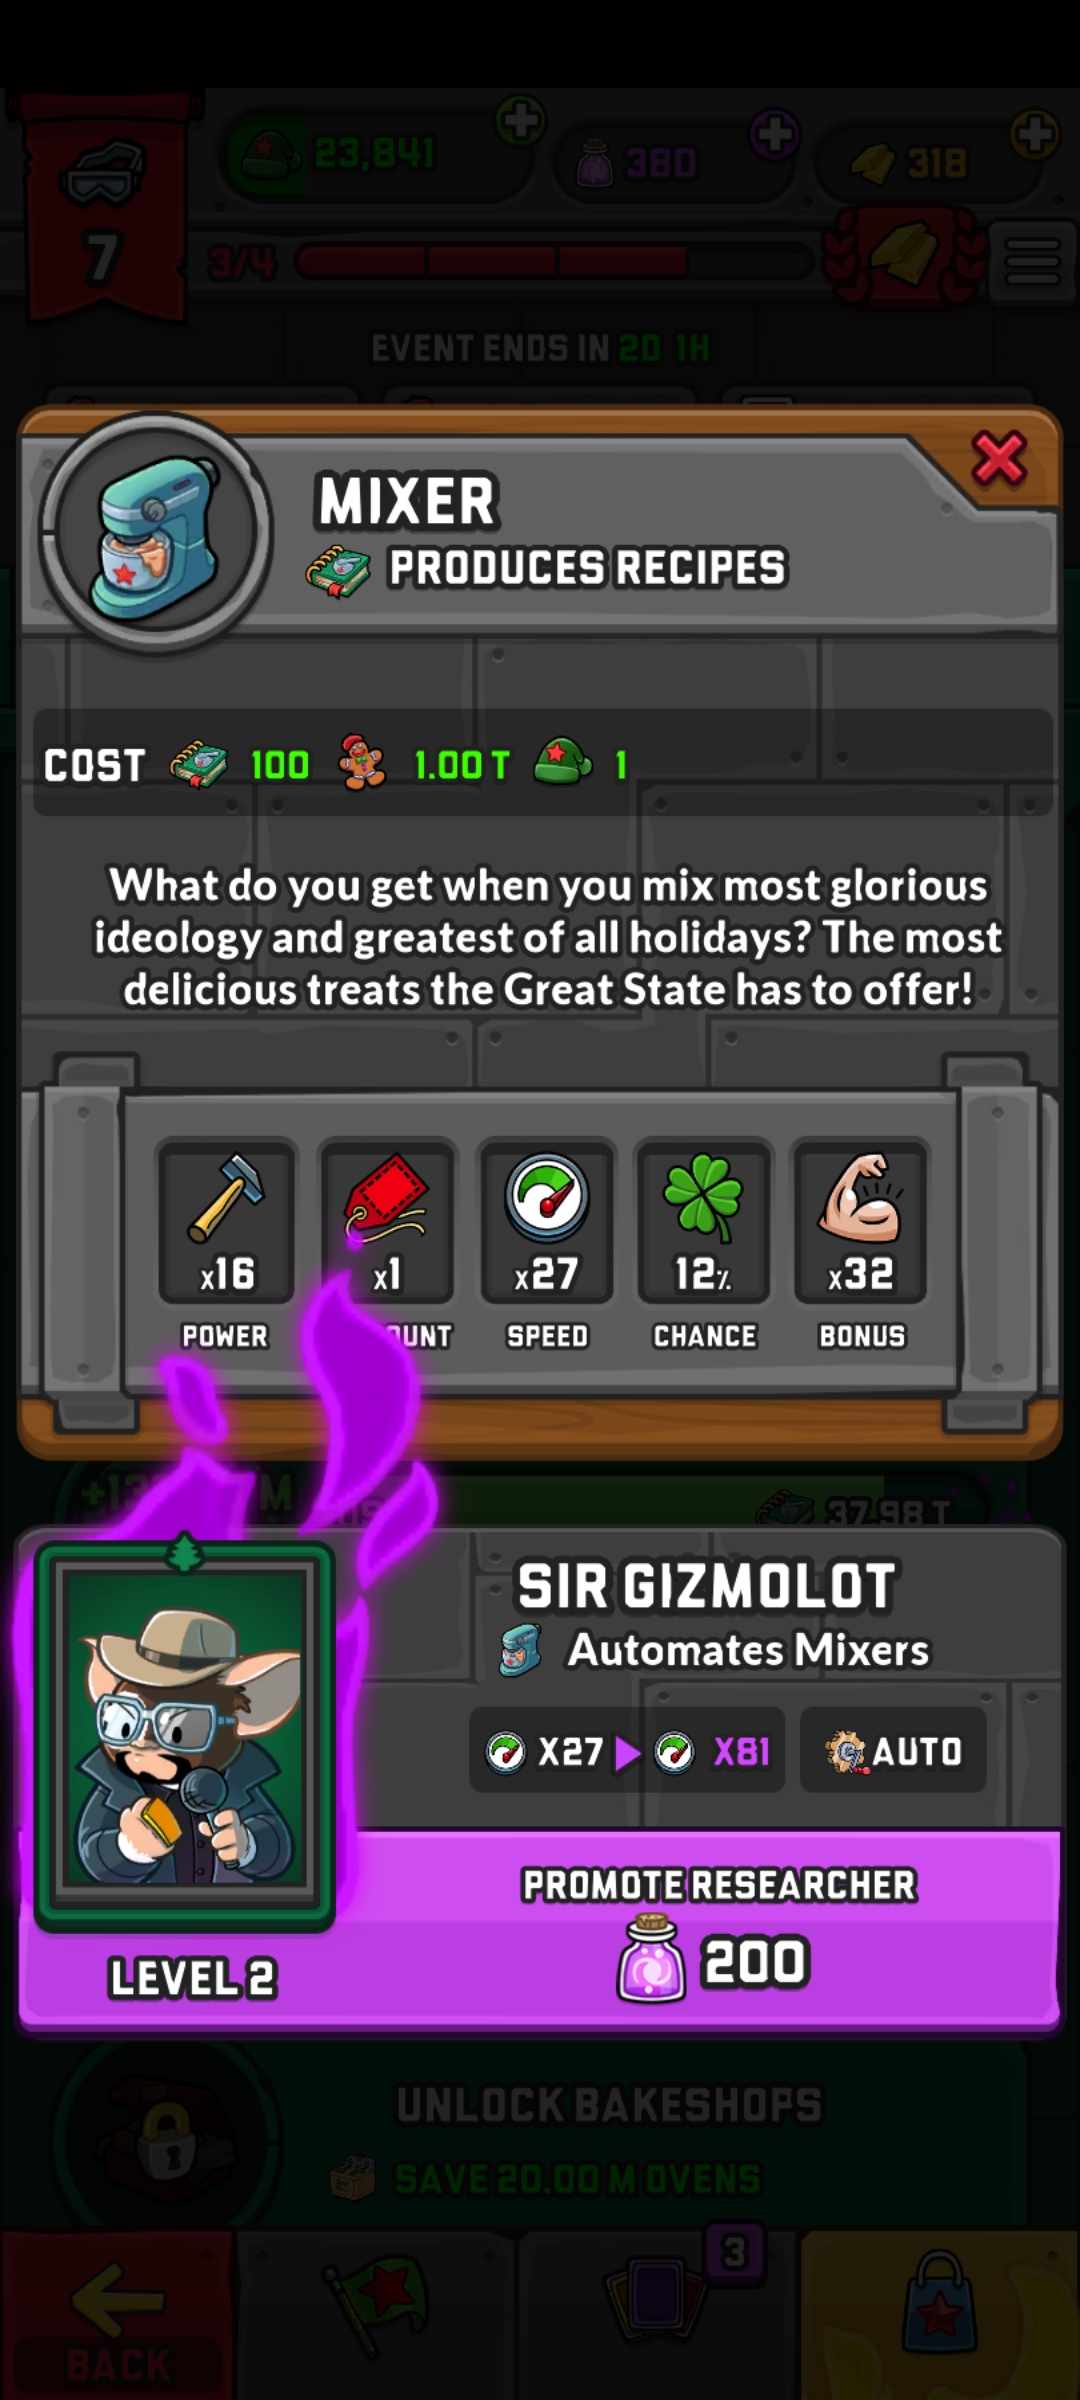 23,841
380
318
7
3/4
EVENT ENDS IN 2D 1H
MIXER
PRODUCES RECIPES
COST 100 1.00 T 1
What do you get when you mix most glorious
ideology and greatest of all holidays? The most
delicious treats the Great State has to offer!
x16 x1 x27 12% x32
POWER OUNT SPEED CHANCE BONUS
37.98 T
SIR GIZMOLOT
Automates Mixers
X27 X81 AUTO
PROMOTE RESEARCHER
200
LEVEL 2
UNLOCK BAKESHOPS
SAVE 20.00 M OVENS
3
BACK